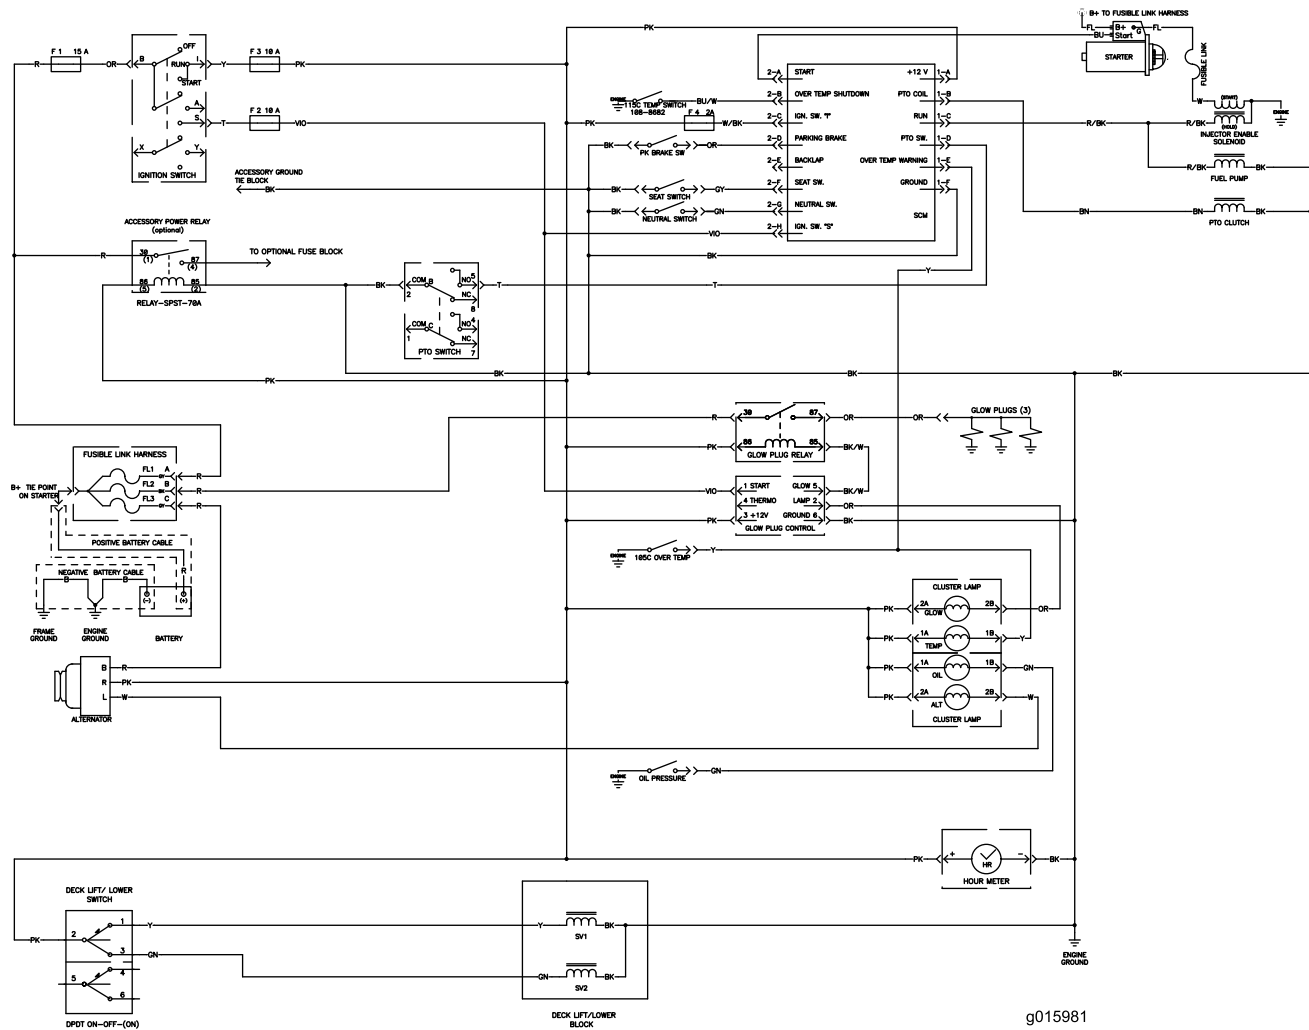 B+ TO FUSIBLE LINK HARNESS
PK
FL
B+
FL
BU
G
Start
STARTER
FUSIBLE LINK
F 1 15 A
R
OR
B
OFF
RUN
I
START
Y
F 3 10 A
PK
A
S
T
F 2 10 A
VIO
X
Y
IGNITION SWITCH
2-A START +12 V 1-A
2-B OVER TEMP SHUTDOWN PTO COIL 1-B
2-C IGN. SW. "I" RUN 1-C
2-D PARKING BRAKE PTO SW. 1-D
2-E BACKLAP OVER TEMP WARNING 1-E
2-F SEAT SW. GROUND 1-F
2-G NEUTRAL SW.
SCM
2-H IGN. SW. "S"
ENGINE
115C TEMP SWITCH
108-8682
BU/W
PK
F 4 2A
W/BK
BK
PK BRAKE SW
OR
BK
SEAT SWITCH
GY
BK
NEUTRAL SWITCH
GN
VIO
BK
Y
T
W
(START)
(HOLD)
ENGINE
R/BK
R/BK
INJECTOR ENABLE
SOLENOID
R/BK
BK
FUEL PUMP
BN
BN
BK
PTO CLUTCH
ACCESSORY GROUND
TIE BLOCK
BK
ACCESSORY POWER RELAY
(optional)
R
30
(1)
87
(4)
TO OPTIONAL FUSE BLOCK
86
(5)
85
(2)
RELAY-SPST-70A
BK
COM B
2
NO 5
NC
8
T
COM C
1
NO 4
NC
7
PTO SWITCH
PK
BK
BK
BK
R
30
87
OR
OR
GLOW PLUGS (3)
PK
86
85
BK/W
GLOW PLUG RELAY
VIO
1 START GLOW 5
BK/W
4 THERMO LAMP 2
OR
PK
3 +12V GROUND 6
BK
GLOW PLUG CONTROL
ENGINE
105C OVER TEMP
Y
FUSIBLE LINK HARNESS
FL1 A
GY
R
FL2 B
BK
R
FL3 C
GY
R
B+ TIE POINT
ON STARTER
POSITIVE BATTERY CABLE
R
NEGATIVE BATTERY CABLE
B
B
(-)
(+)
FRAME
GROUND
ENGINE
GROUND
BATTERY
B
R
R
PK
L
W
ALTERNATOR
CLUSTER LAMP
PK
2A
2B
OR
GLOW
PK
1A
1B
Y
TEMP
PK
1A
1B
GN
OIL
PK
2A
2B
W
ALT
CLUSTER LAMP
ENGINE
OIL PRESSURE
GN
PK
+
-
HR
BK
HOUR METER
DECK LIFT/ LOWER
SWITCH
PK
1
2
3
Y
GN
4
5
6
DPDT ON-OFF-(ON)
Y
BK
SV1
GN
BK
SV2
DECK LIFT/LOWER
BLOCK
ENGINE
GROUND
g015981